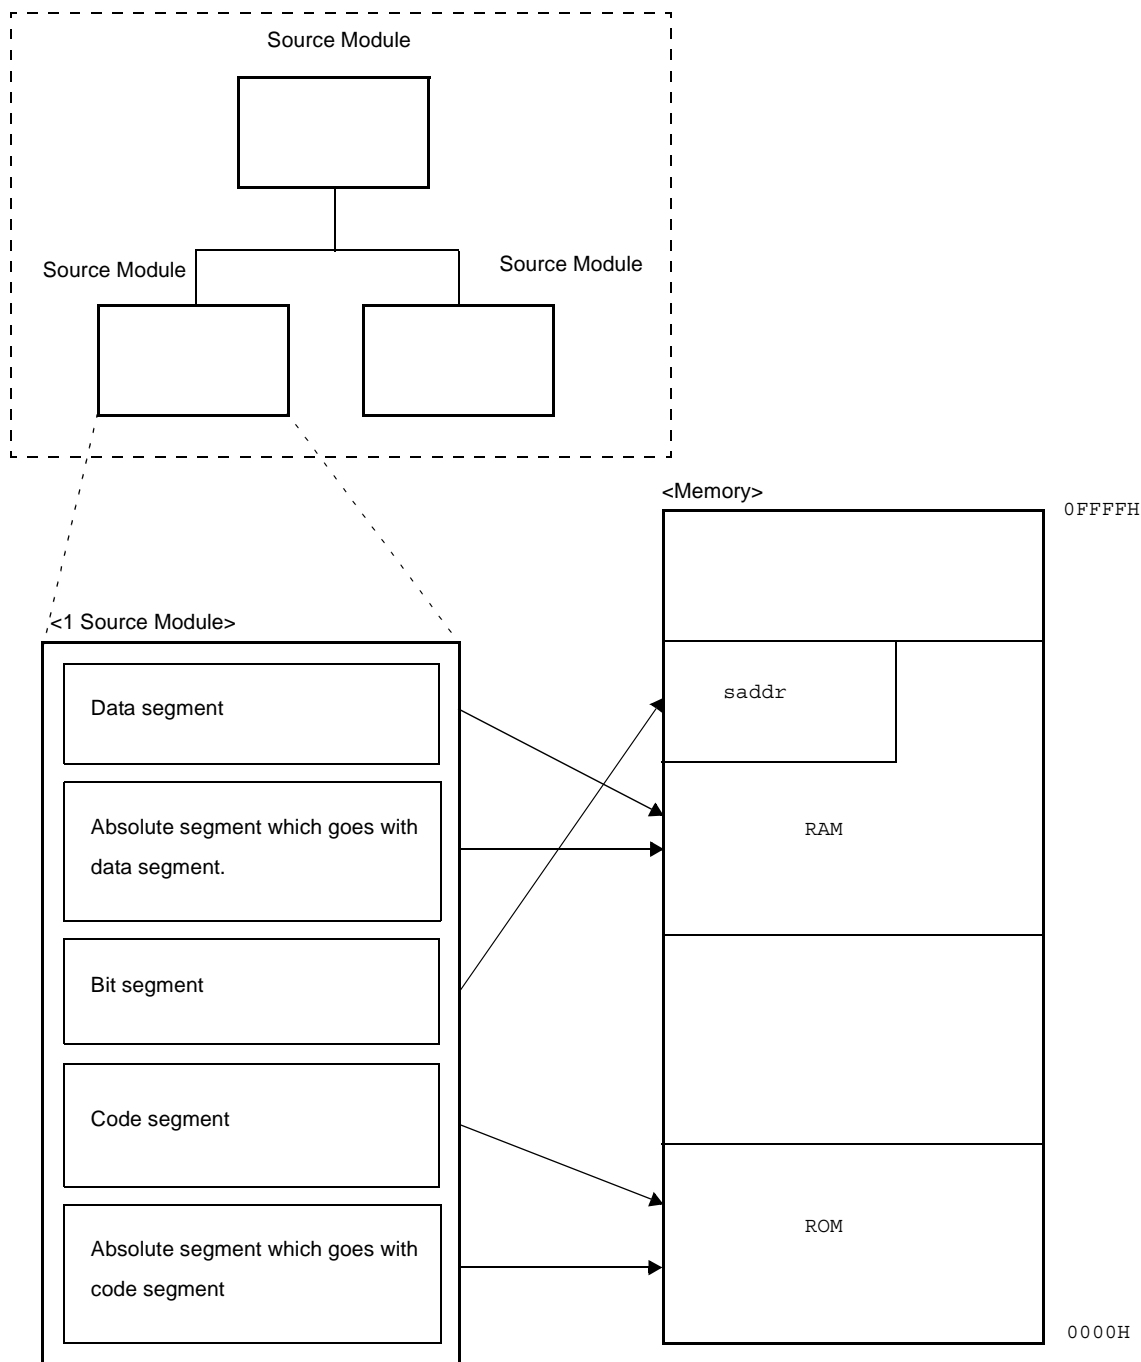 Source Module
Source Module
Source Module
<Memory>
0FFFFH
<1 Source Module>
Data segment
saddr
Absolute segment which goes with
data segment.
RAM
Bit segment
Code segment
ROM
Absolute segment which goes with
code segment
0000H